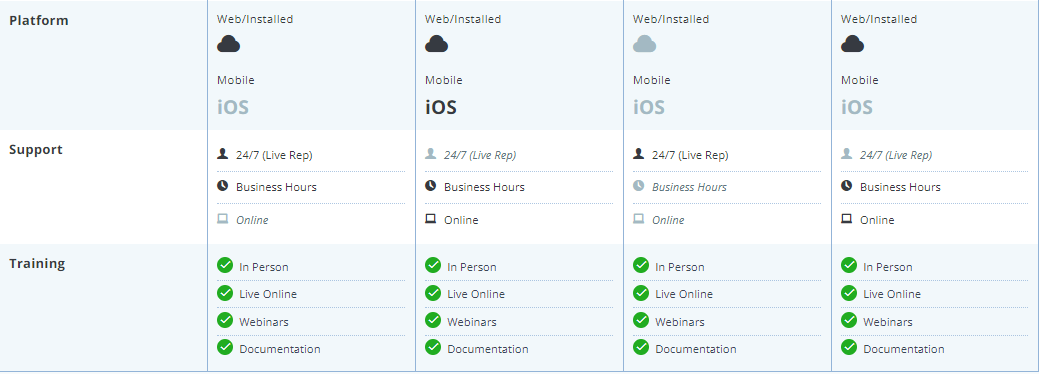 Platform
Web/Installed Web/Installed Web/Installed Web/Installed
Mobile Mobile Mobile Mobile
iOS iOS iOS iOS
Support
24/7 (Live Rep) 24/7 (Live Rep) 24/7 (Live Rep) 24/7 (Live Rep)
Business Hours Business Hours Business Hours Business Hours
Online Online Online Online
Training
In Person In Person In Person In Person
Live Online Live Online Live Online Live Online
Webinars Webinars Webinars Webinars
Documentation Documentation Documentation Documentation